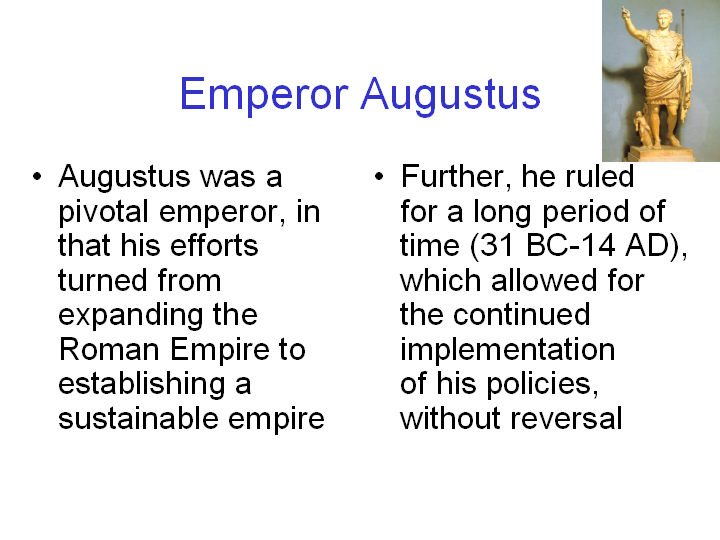 Emperor Augustus
• Augustus was a
pivotal emperor, in
that his efforts
turned from
expanding the
Roman Empire to
establishing a
sustainable empire
• Further, he ruled
for a long period of
time (31 BC-14 AD),
which allowed for
the continued
implementation
of his policies,
without reversal